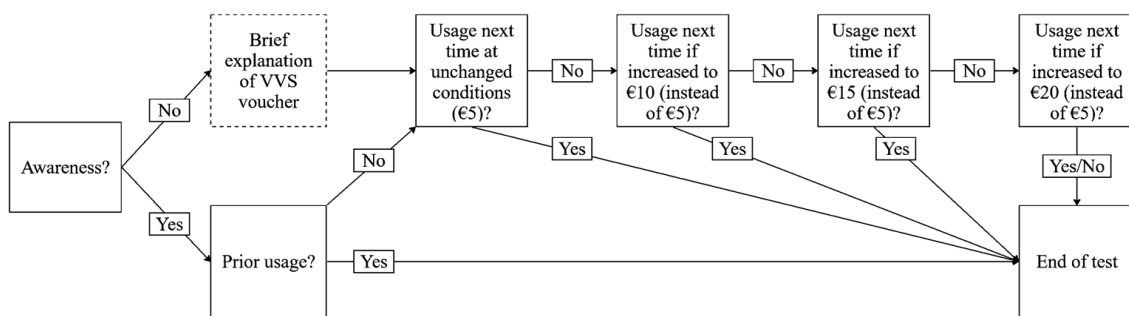 Brief
explanation
of VVS
voucher
Usage next
time at
unchanged
conditions
(€5)?
Usage next
time if
increased to
€10 (instead
of €5)?
Usage next
time if
increased to
€15 (instead
of €5)?
Usage next
time if
increased to
€20 (instead
of €5)?
No
No
No
No
No
Yes
Yes
Yes
Yes/No
Awareness?
Yes
Prior usage?
Yes
End of test